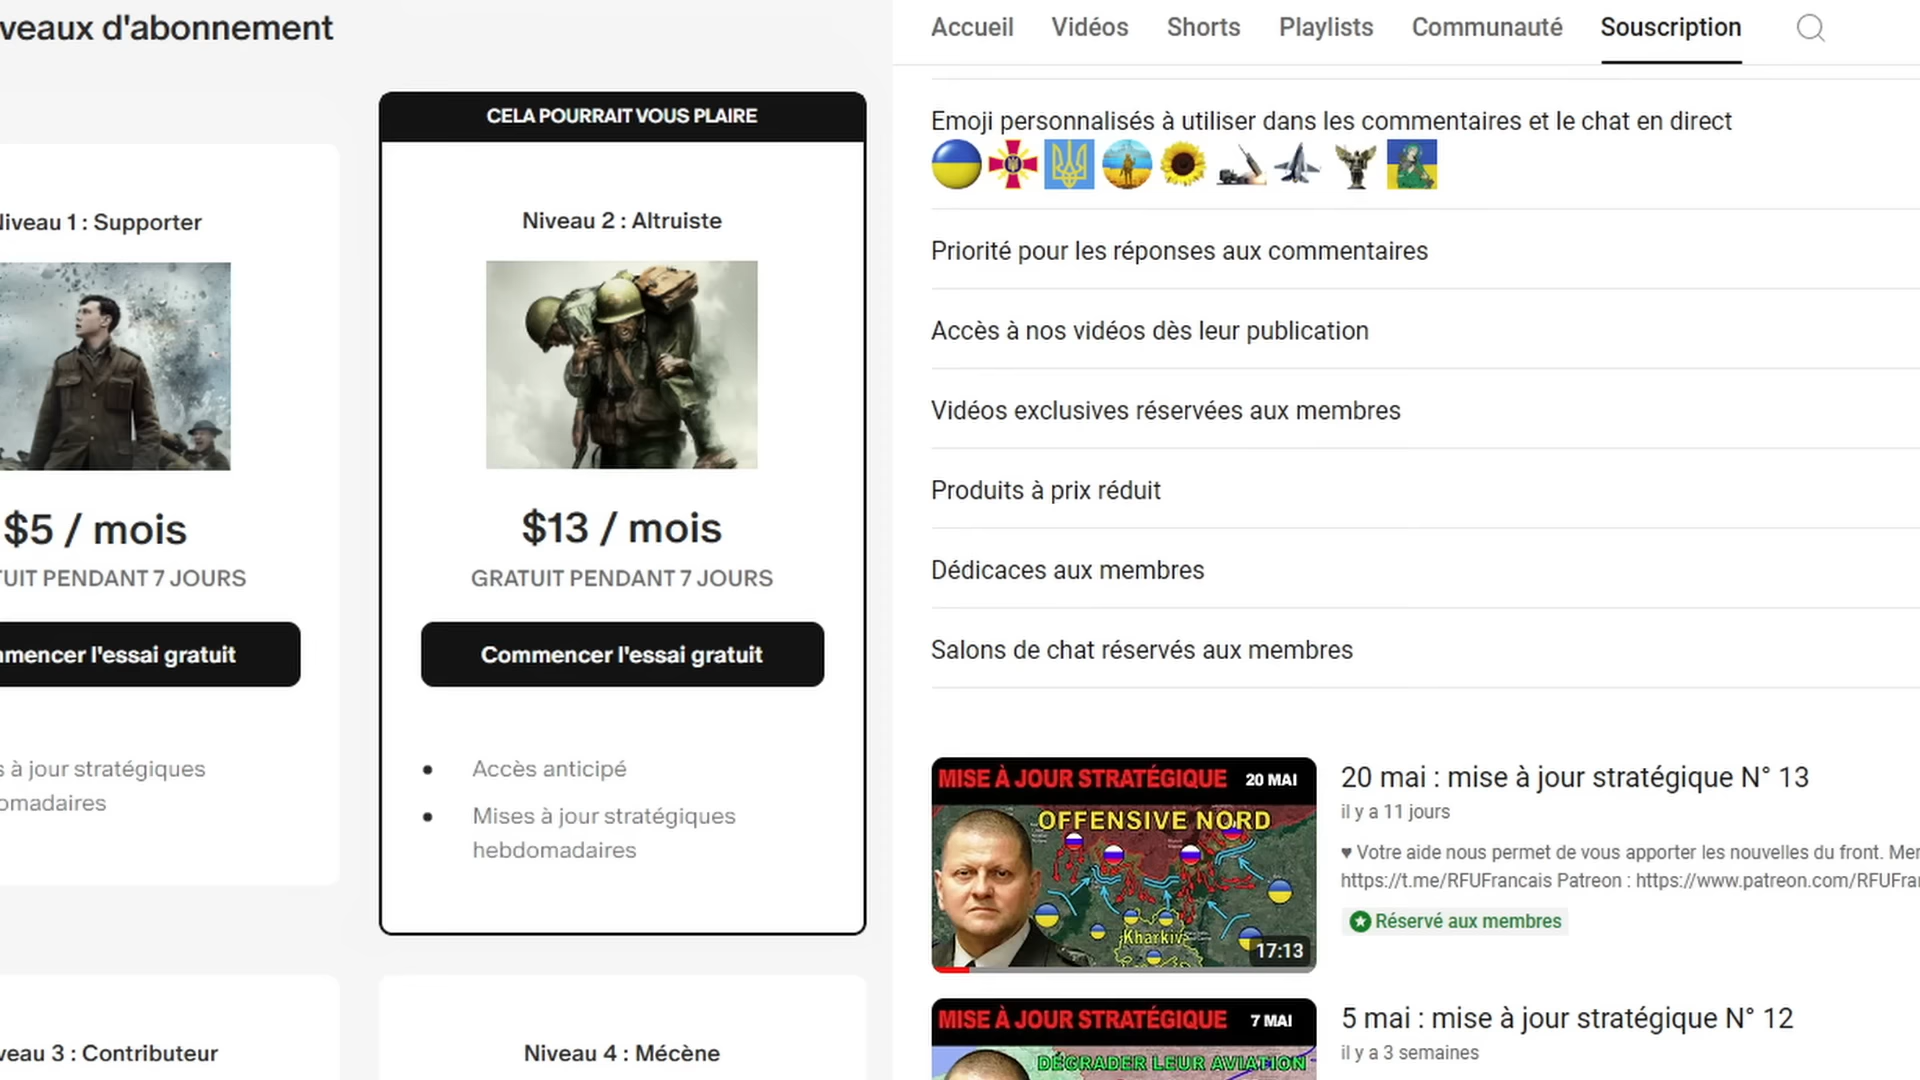 veaux d'abonnement
CELA POURRAIT VOUS PLAIRE
Niveau 1 : Supporter
$5 / mois
TUIT PENDANT 7 JOURS
mmencer l'essai gratuit
s à jour stratégiques
omadaires
Niveau 2 : Altruiste
$13 / mois
GRATUIT PENDANT 7 JOURS
Commencer l'essai gratuit
• Accès anticipé
• Mises à jour stratégiques
hebdomadaires
veau 3 : Contributeur
Niveau 4 : Mécène
Accueil Vidéos Shorts Playlists Communauté Souscription
Emoji personnalisés à utiliser dans les commentaires et le chat en direct
Priorité pour les réponses aux commentaires
Accès à nos vidéos dès leur publication
Vidéos exclusives réservées aux membres
Produits à prix réduit
Dédicaces aux membres
Salons de chat réservés aux membres
MISE À JOUR STRATÉGIQUE 20 MAI
OFFENSIVE NORD
Kharkiv
17:13
20 mai : mise à jour stratégique N° 13
il y a 11 jours
♥ Votre aide nous permet de vous apporter les nouvelles du front. Mer
https://t.me/RFUFrancais Patreon : https://www.patreon.com/RFUFra
Réservé aux membres
MISE À JOUR STRATÉGIQUE 7 MAI
DÉGRADER LEUR AVIATION
5 mai : mise à jour stratégique N° 12
il y a 3 semaines